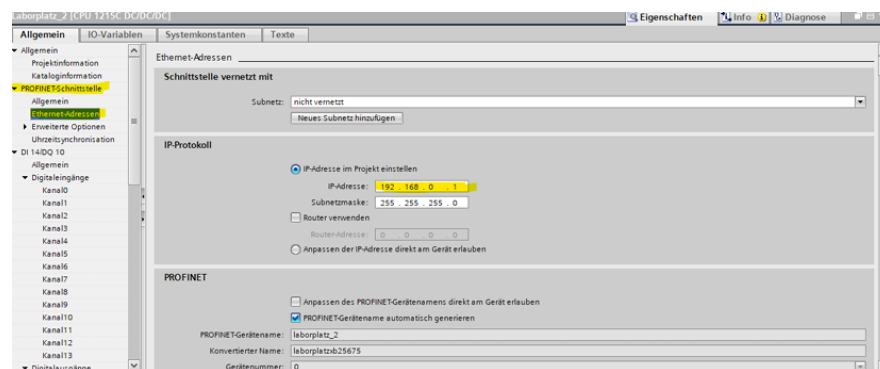 Laborplatz_2 [CPU 1215C DC/DC/DC]
Eigenschaften Info Diagnose
Allgemein IO-Variablen Systemkonstanten Texte
Allgemein
Projektinformation
Kataloginformation
PROFINET-Schnittstelle
Allgemein
Ethernet-Adressen
Erweiterte Optionen
Uhrzeitsynchronisation
DI 14/DQ 10
Allgemein
Digitaleingänge
Kanal0
Kanal1
Kanal2
Kanal3
Kanal4
Kanal5
Kanal6
Kanal7
Kanal8
Kanal9
Kanal10
Kanal11
Kanal12
Kanal13
Digitalausgänge
Ethernet-Adressen
Schnittstelle vernetzt mit
Subnetz: nicht vernetzt
Neues Subnetz hinzufügen
IP-Protokoll
IP-Adresse im Projekt einstellen
IP-Adresse: 192 . 168 . 0 . 1
Subnetzmaske: 255 . 255 . 255 . 0
Router verwenden
Router-Adresse: 0 . 0 . 0 . 0
Anpassen der IP-Adresse direkt am Gerät erlauben
PROFINET
Anpassen des PROFINET-Gerätenamens direkt am Gerät erlauben
PROFINET-Gerätename automatisch generieren
PROFINET-Gerätename: laborplatz_2
Konvertierter Name: laborplatzxb25675
Gerätenummer: 0